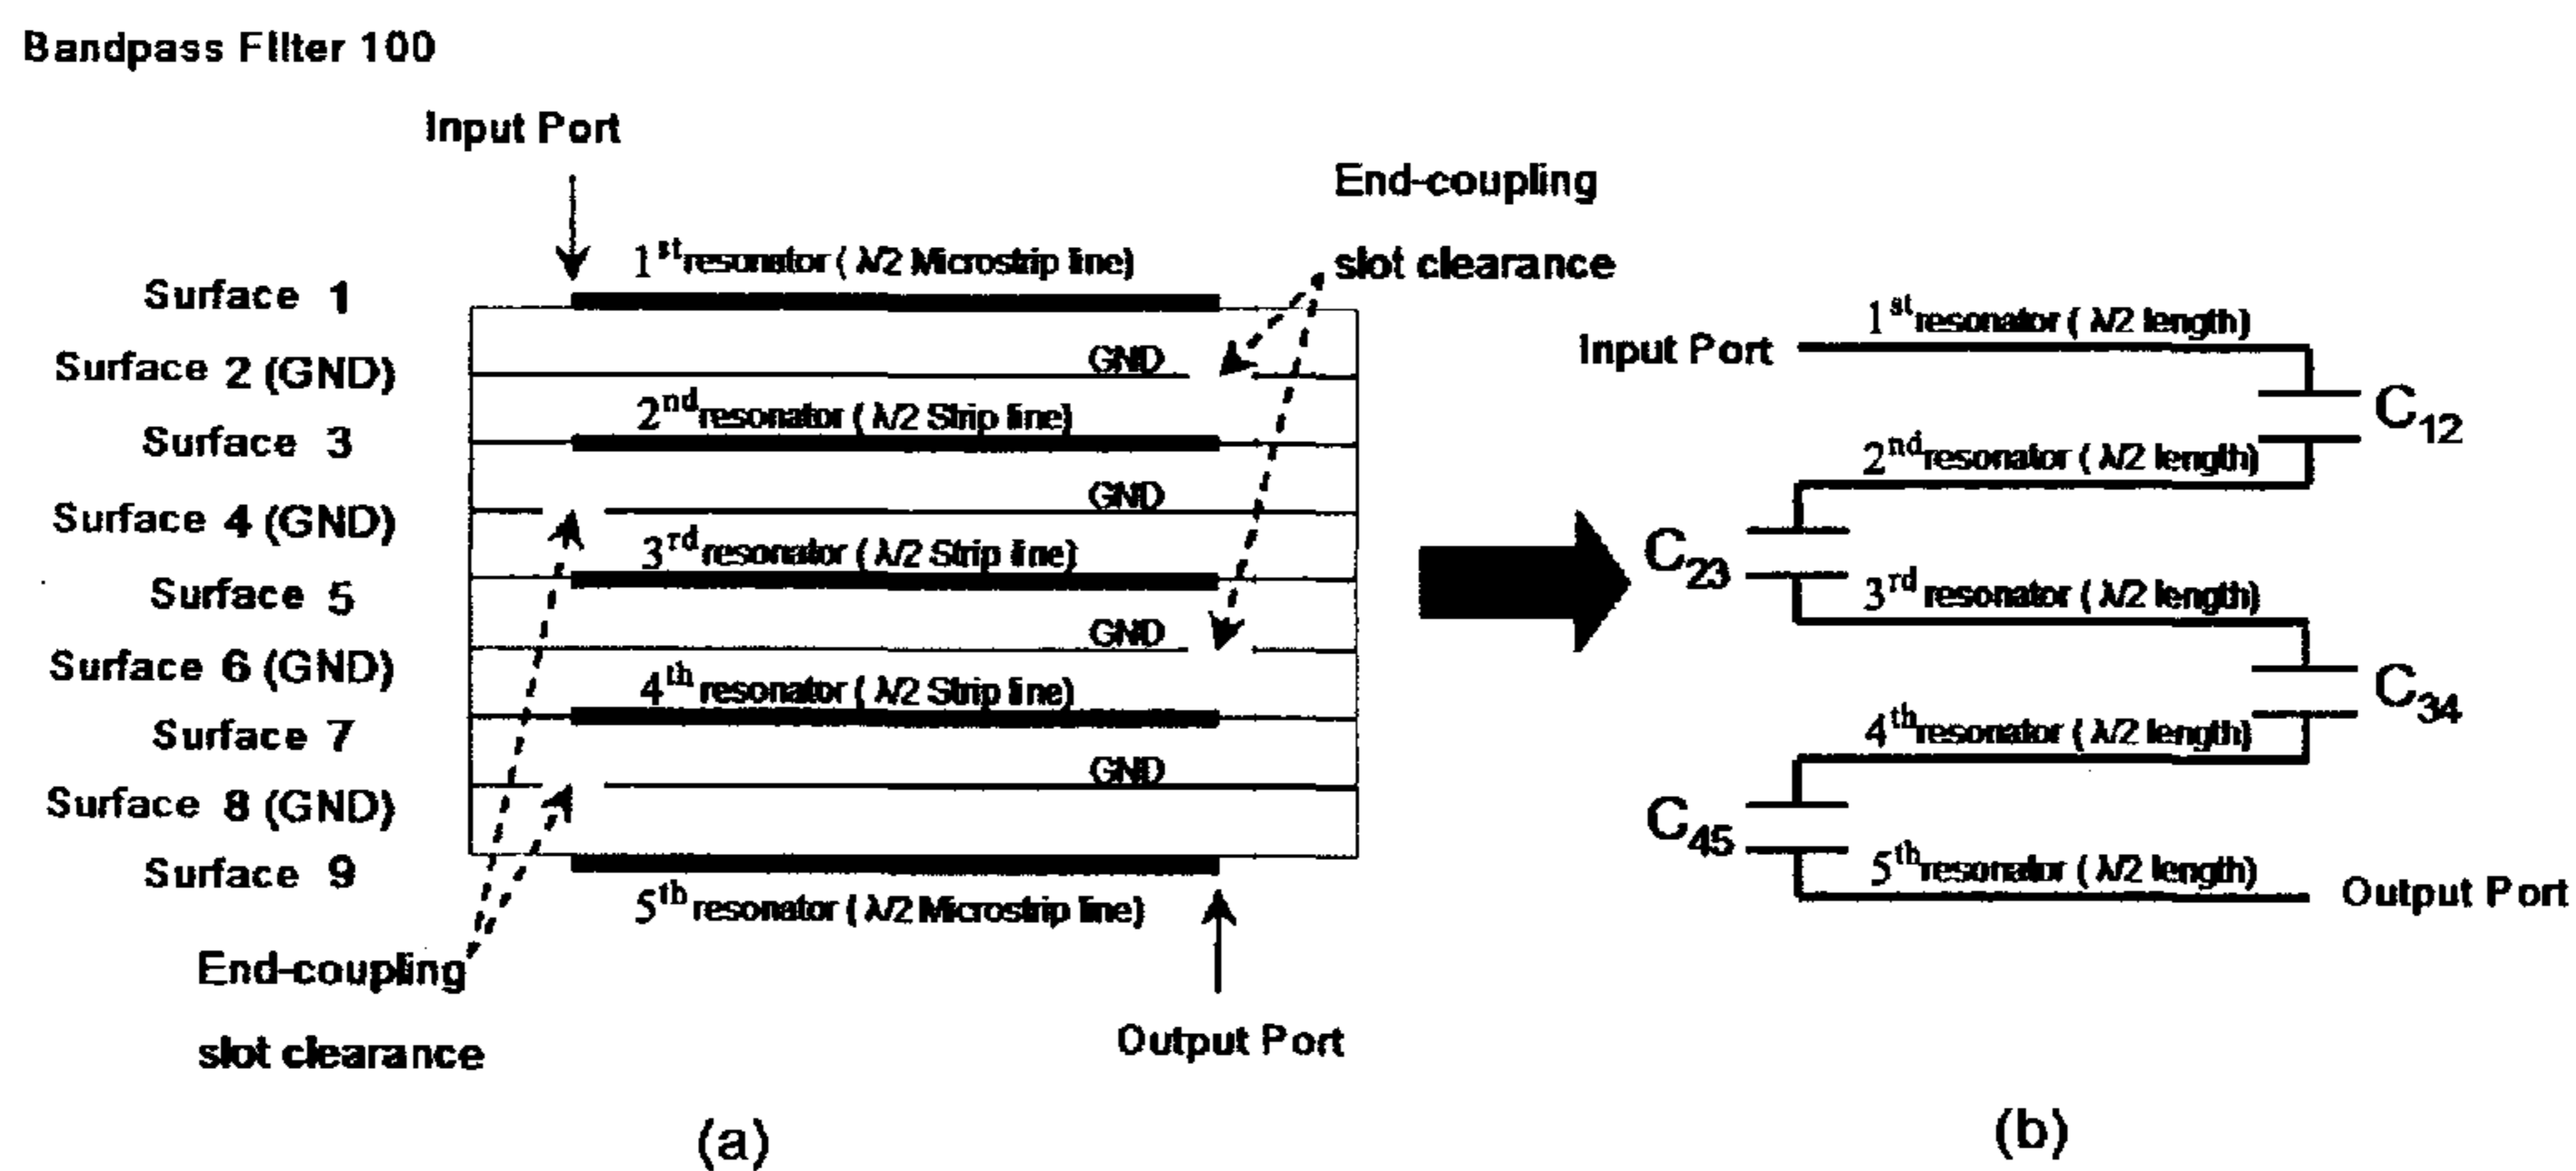 Bandpass Filter 100
Input Port
End-coupling
slot clearance
1st resonator ( λ/2 Microstrip line)
Surface 1
GND
Surface 2 (GND)
2nd resonator ( λ/2 Strip line)
Surface 3
GND
Surface 4 (GND)
3rd resonator ( λ/2 Strip line)
Surface 5
GND
Surface 6 (GND)
4th resonator ( λ/2 Strip line)
Surface 7
GND
Surface 8 (GND)
Surface 9
5th resonator ( λ/2 Microstrip line)
End-coupling
slot clearance
Output Port
(a)
1st resonator ( λ/2 length)
Input Port
C12
2nd resonator ( λ/2 length)
C23
3rd resonator ( λ/2 length)
C34
4th resonator ( λ/2 length)
C45
5th resonator ( λ/2 length)
Output Port
(b)